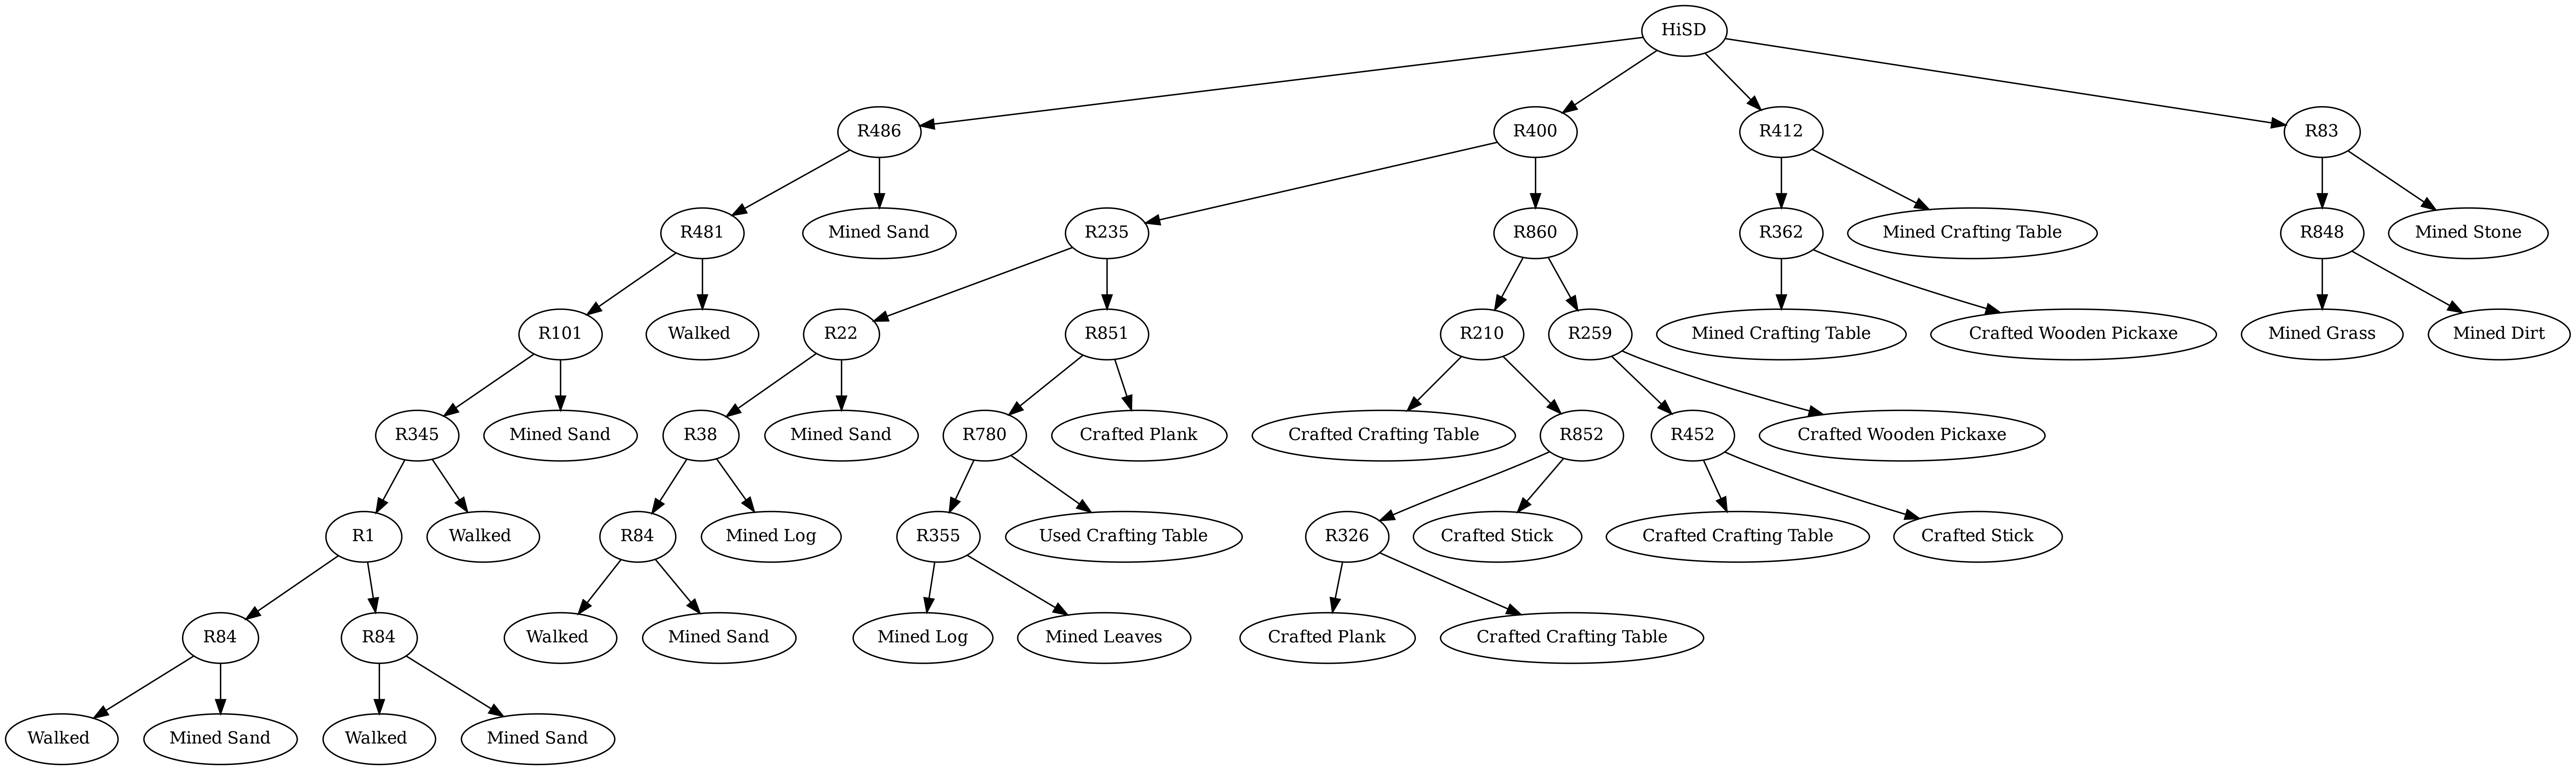 HiSD
R486
R400
R412
R83
R481
Mined Sand
R235
R860
R362
Mined Crafting Table
R848
Mined Stone
R101
Walked
R22
R851
R210
R259
Mined Crafting Table
Crafted Wooden Pickaxe
Mined Grass
Mined Dirt
R345
Mined Sand
R38
Mined Sand
R780
Crafted Plank
Crafted Crafting Table
R852
R452
Crafted Wooden Pickaxe
R1
Walked
R84
Mined Log
R355
Used Crafting Table
R326
Crafted Stick
Crafted Crafting Table
Crafted Stick
R84
R84
Walked
Mined Sand
Mined Log
Mined Leaves
Crafted Plank
Crafted Crafting Table
Walked
Mined Sand
Walked
Mined Sand